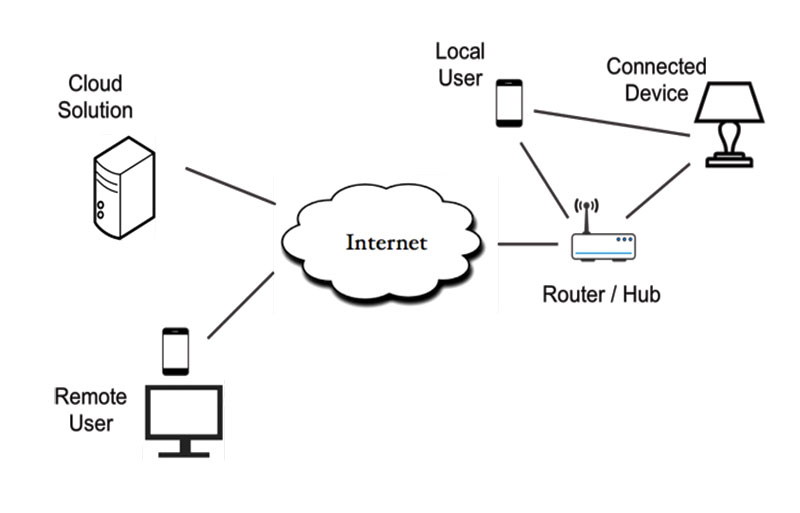 Local
User
Connected
Device
Cloud
Solution
Internet
Router / Hub
Remote
User